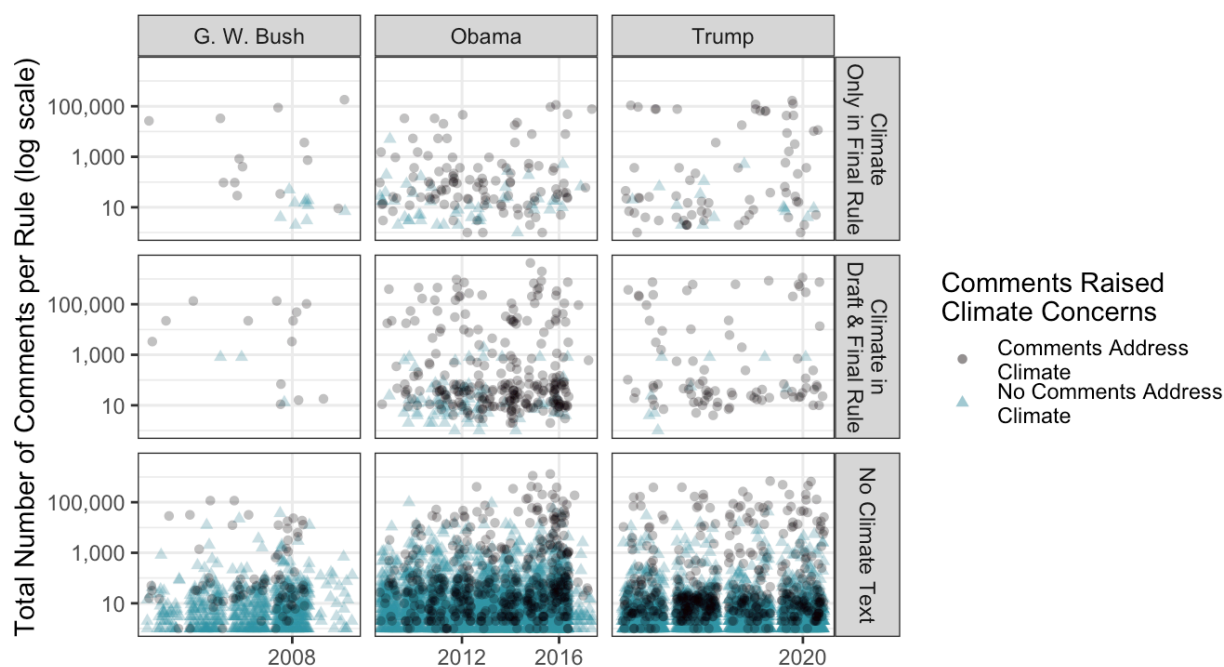 G. W. Bush
Obama
Trump
Total Number of Comments per Rule (log scale)
100,000
1,000
10
Climate
Only in Final Rule
100,000
1,000
10
Climate in
Draft & Final Rule
100,000
1,000
10
No Climate Text
2008
2012
2016
2020
Comments Raised
Climate Concerns
Comments Address
Climate
No Comments Address
Climate